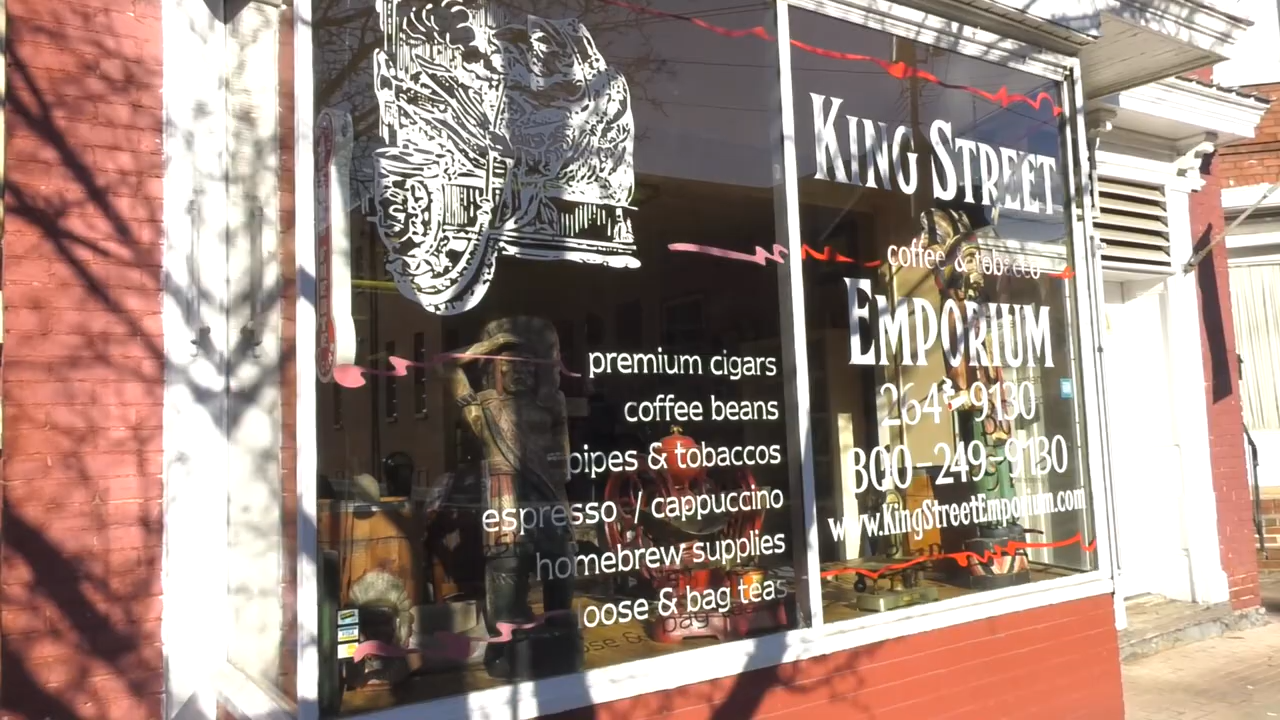 premium cigars
coffee beans
pipes & tobaccos
espresso / cappuccino
homebrew supplies
oose & bag teas
KING STREET
coffee & tobacco
EMPORIUM
264-9130
800-249-9130
www.KingStreetEmporium.com
VISA